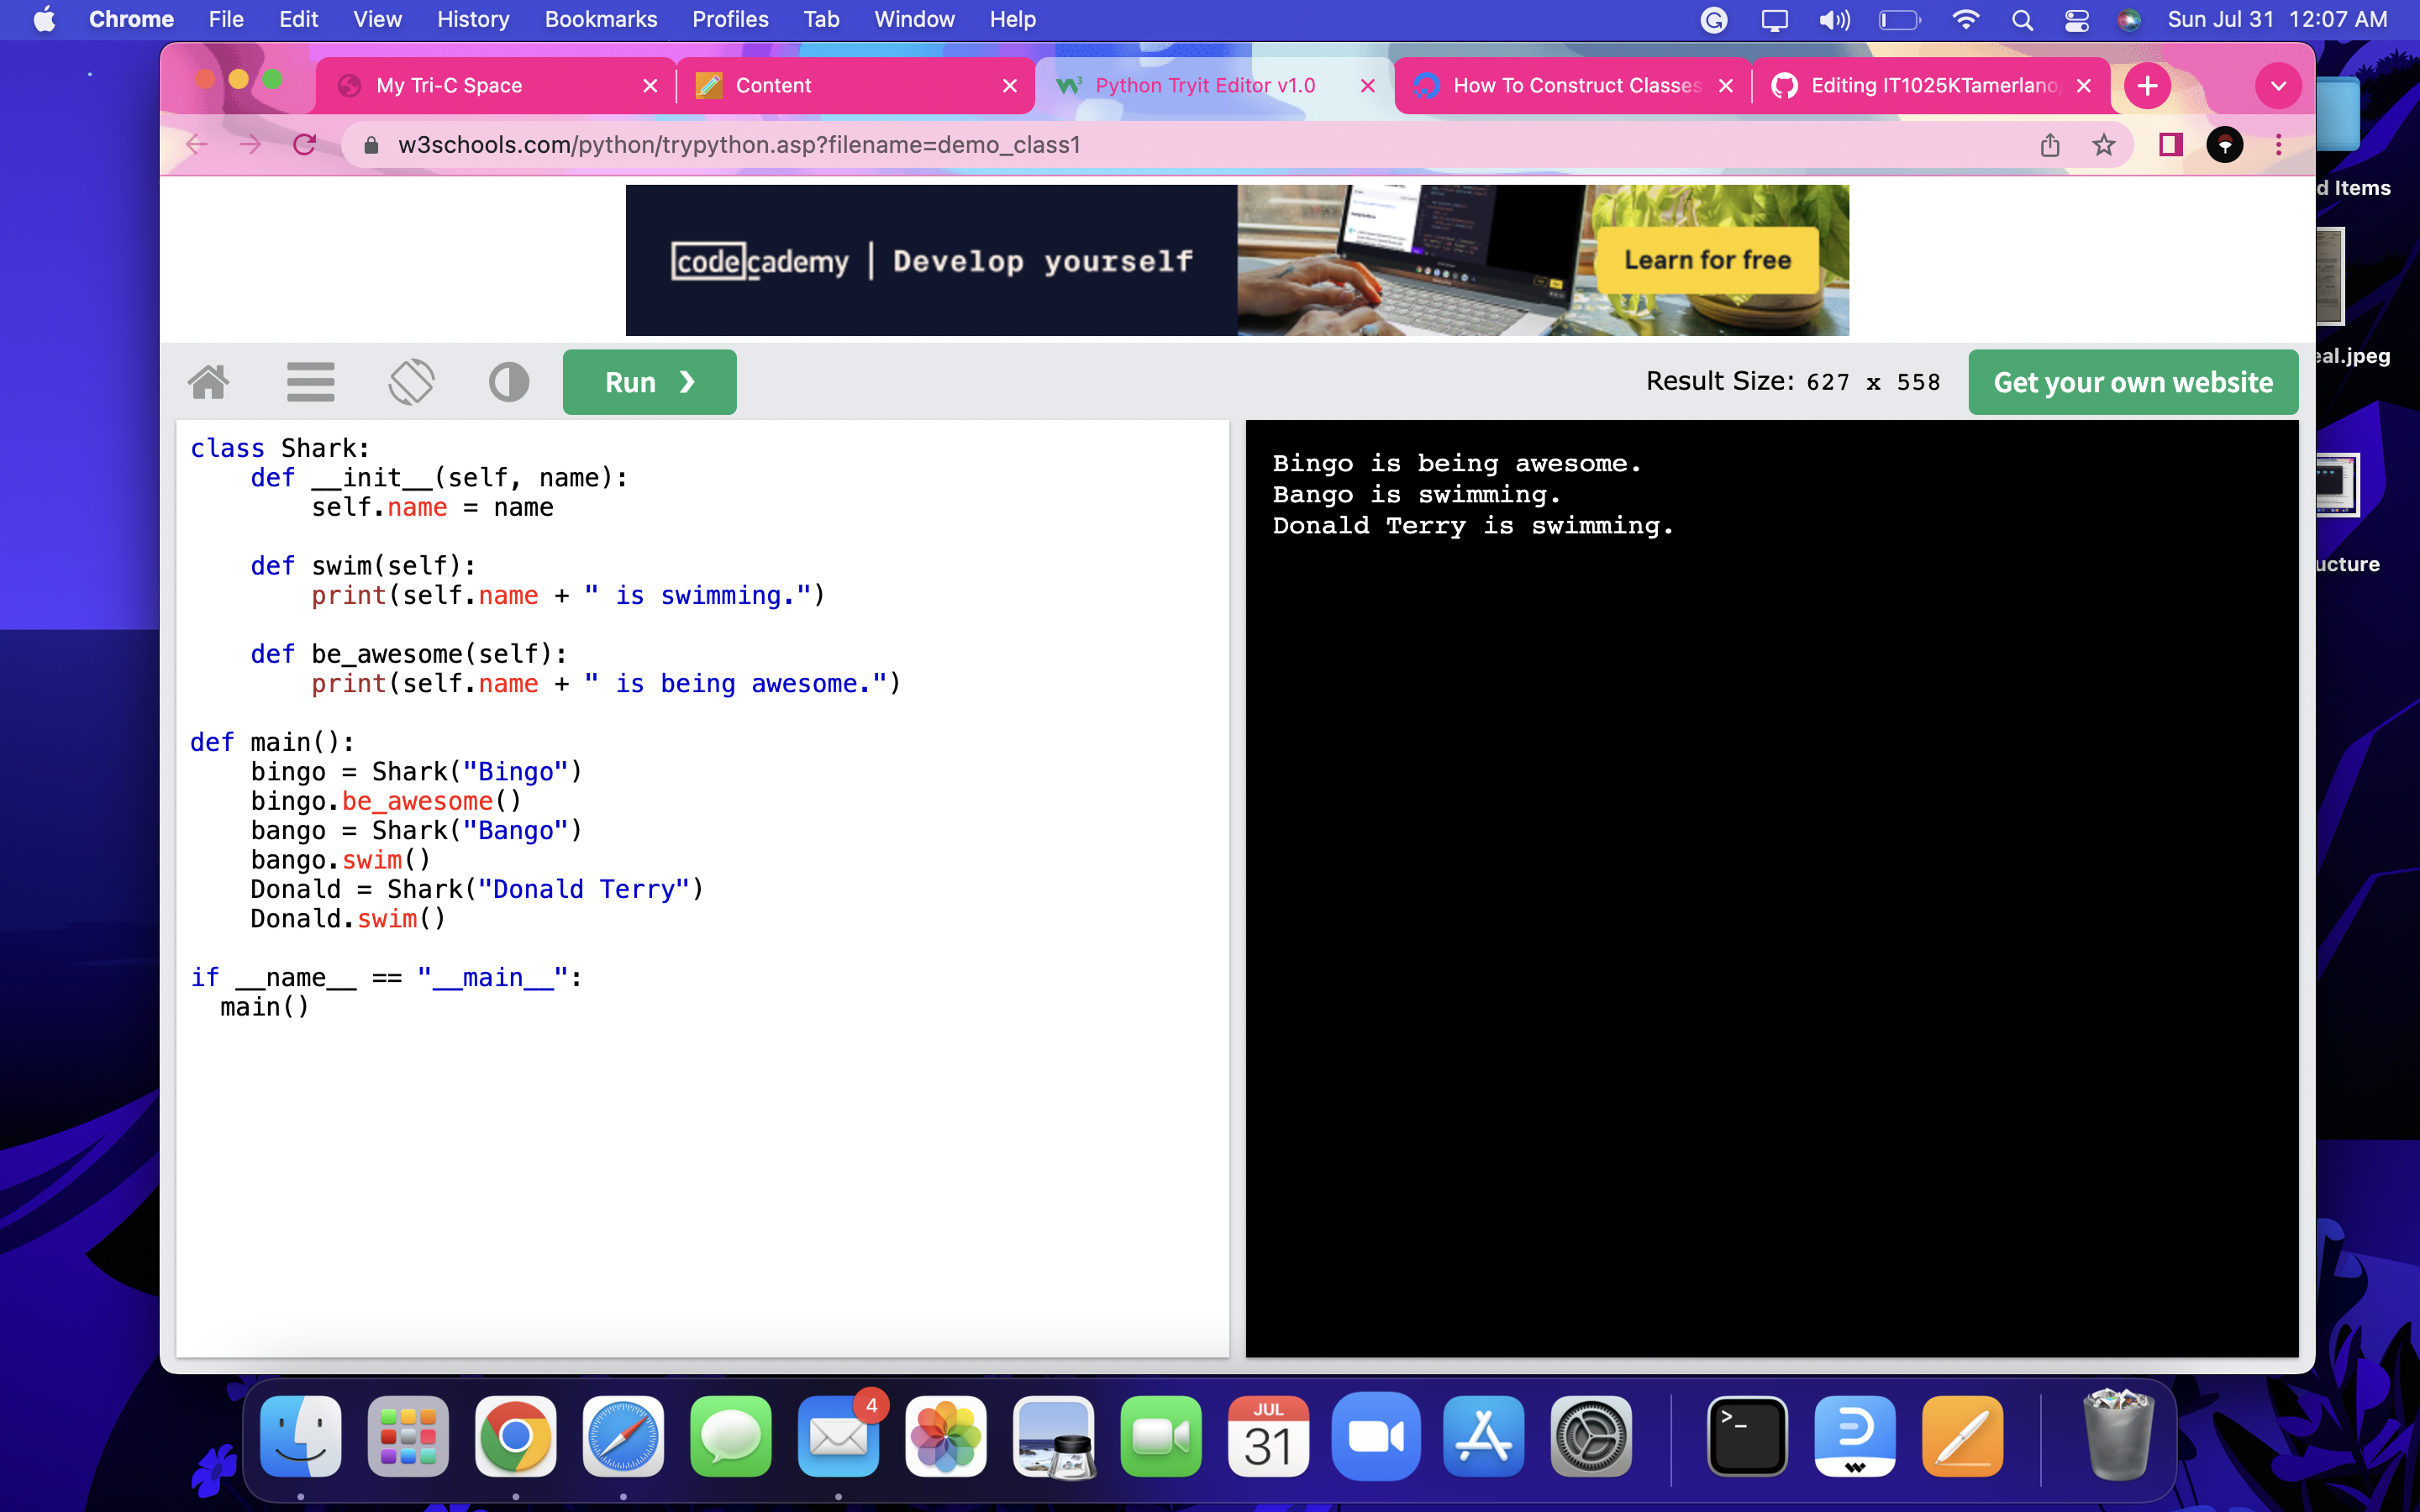 Chrome File Edit View History Bookmarks Profiles Tab Window Help Sun Jul 31 12:07 AM
My Tri-C Space Content Python Tryit Editor v1.0 How To Construct Classes Editing IT1025KTamerlano
w3schools.com/python/trypython.asp?filename=demo_class1
d Items
codecademy | Develop yourself
Learn for free
eal.jpeg
Run ❯ Result Size: 627 x 558 Get your own website
class Shark:
    def __init__(self, name):
        self.name = name

    def swim(self):
        print(self.name + " is swimming.")

    def be_awesome(self):
        print(self.name + " is being awesome.")

def main():
    bingo = Shark("Bingo")
    bingo.be_awesome()
    bango = Shark("Bango")
    bango.swim()
    Donald = Shark("Donald Terry")
    Donald.swim()

if __name__ == "__main__":
  main()
Bingo is being awesome.
Bango is swimming.
Donald Terry is swimming.
ucture
4
JUL
31